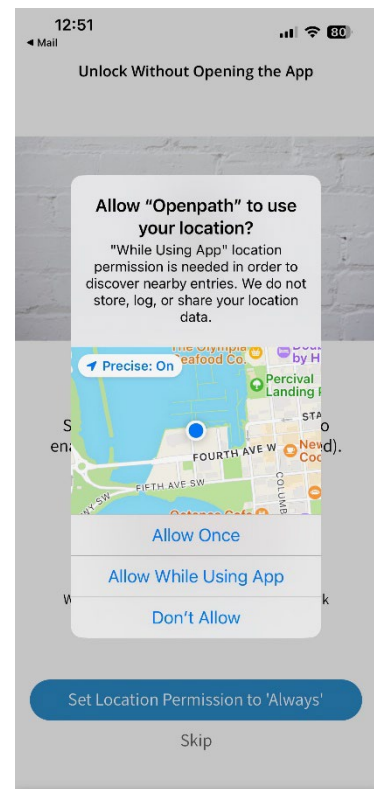 12:51
◀ Mail
80
Unlock Without Opening the App
Allow “Openpath” to use
your location?
"While Using App" location
permission is needed in order to
discover nearby entries. We do not
store, log, or share your location
data.
Precise: On
Seafood Co.
by H
Percival
Landing
FOURTH AVE W
FIFTH AVE SW
COLUMB
Allow Once
Allow While Using App
Don’t Allow
Set Location Permission to 'Always'
Skip